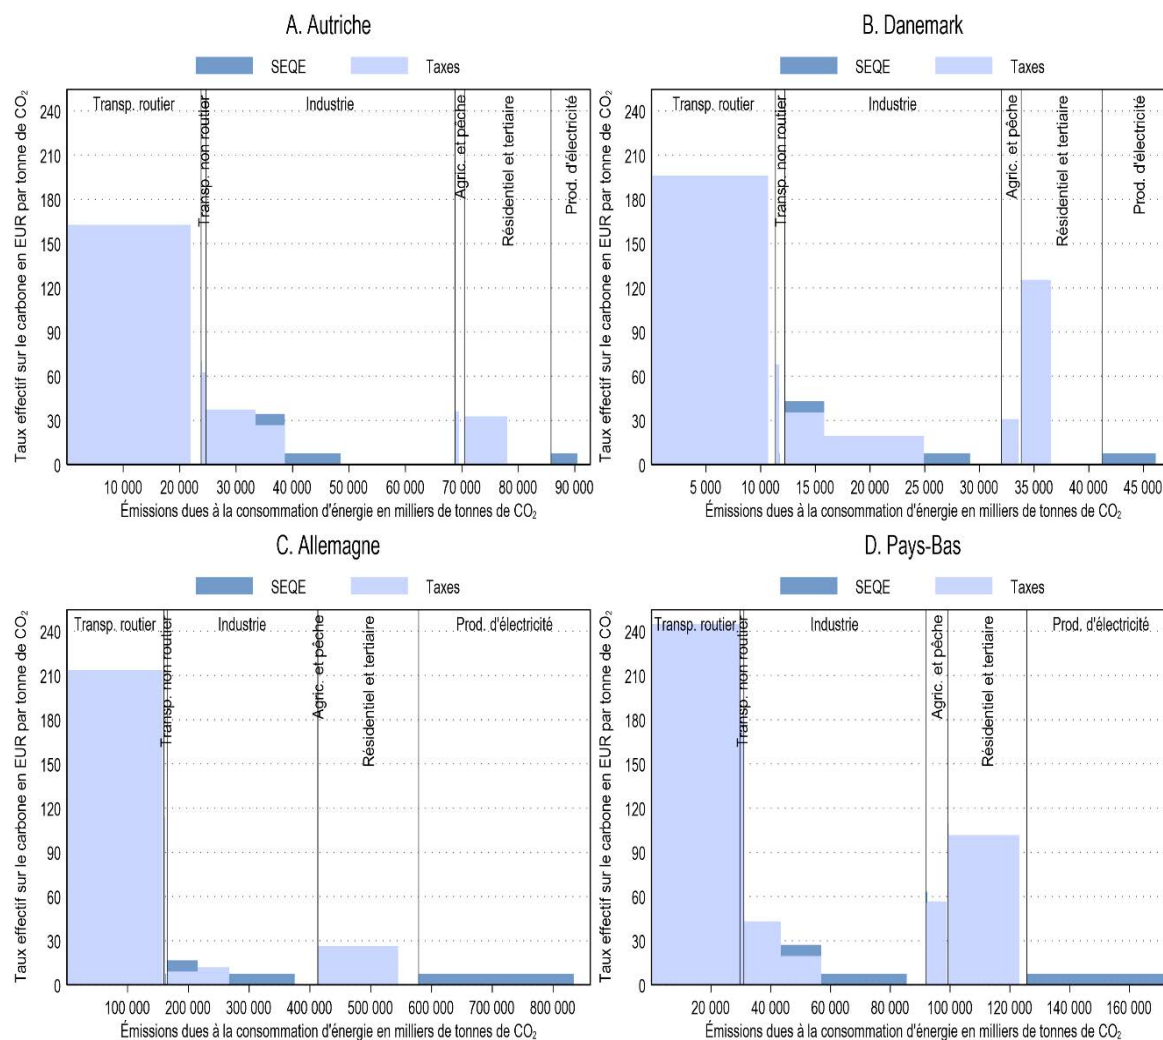 A. Autriche
SEQE Taxes
Taux effectif sur le carbone en EUR par tonne de CO₂
240
210
180
150
120
90
60
30
0
Transp. routier
Transp. non routier
Industrie
Agric. et pêche
Résidentiel et tertiaire
Prod. d'électricité
10 000 20 000 30 000 40 000 50 000 60 000 70 000 80 000 90 000
Émissions dues à la consommation d'énergie en milliers de tonnes de CO₂
B. Danemark
SEQE Taxes
Taux effectif sur le carbone en EUR par tonne de CO₂
240
210
180
150
120
90
60
30
0
Transp. routier
Transp. non routier
Industrie
Agric. et pêche
Résidentiel et tertiaire
Prod. d'électricité
5 000 10 000 15 000 20 000 25 000 30 000 35 000 40 000 45 000
Émissions dues à la consommation d'énergie en milliers de tonnes de CO₂
C. Allemagne
SEQE Taxes
Taux effectif sur le carbone en EUR par tonne de CO₂
240
210
180
150
120
90
60
30
0
Transp. routier
Transp. non routier
Industrie
Agric. et pêche
Résidentiel et tertiaire
Prod. d'électricité
100 000 200 000 300 000 400 000 500 000 600 000 700 000 800 000
Émissions dues à la consommation d'énergie en milliers de tonnes de CO₂
D. Pays-Bas
SEQE Taxes
Taux effectif sur le carbone en EUR par tonne de CO₂
240
210
180
150
120
90
60
30
0
Transp. routier
Transp. non routier
Industrie
Agric. et pêche
Résidentiel et tertiaire
Prod. d'électricité
20 000 40 000 60 000 80 000 100 000 120 000 140 000 160 000
Émissions dues à la consommation d'énergie en milliers de tonnes de CO₂